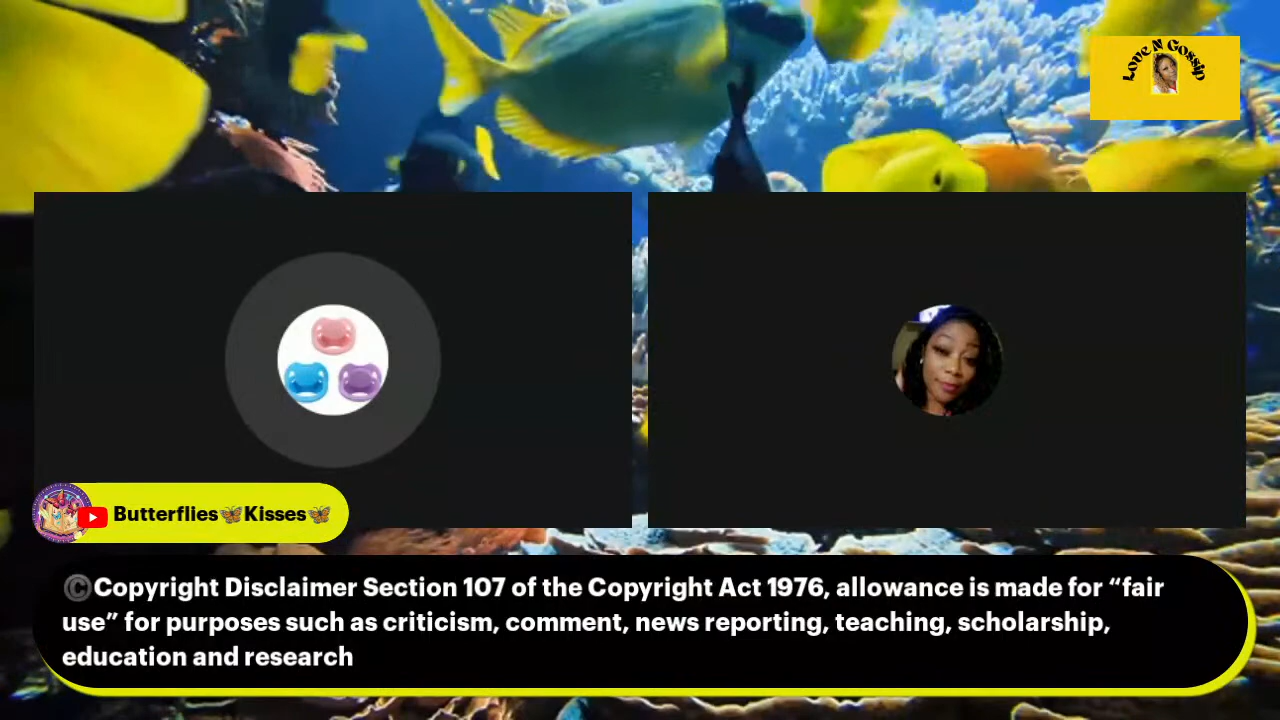 Love N Gossip
Butterflies🦋Kisses🦋
©Copyright Disclaimer Section 107 of the Copyright Act 1976, allowance is made for “fair
use” for purposes such as criticism, comment, news reporting, teaching, scholarship,
education and research